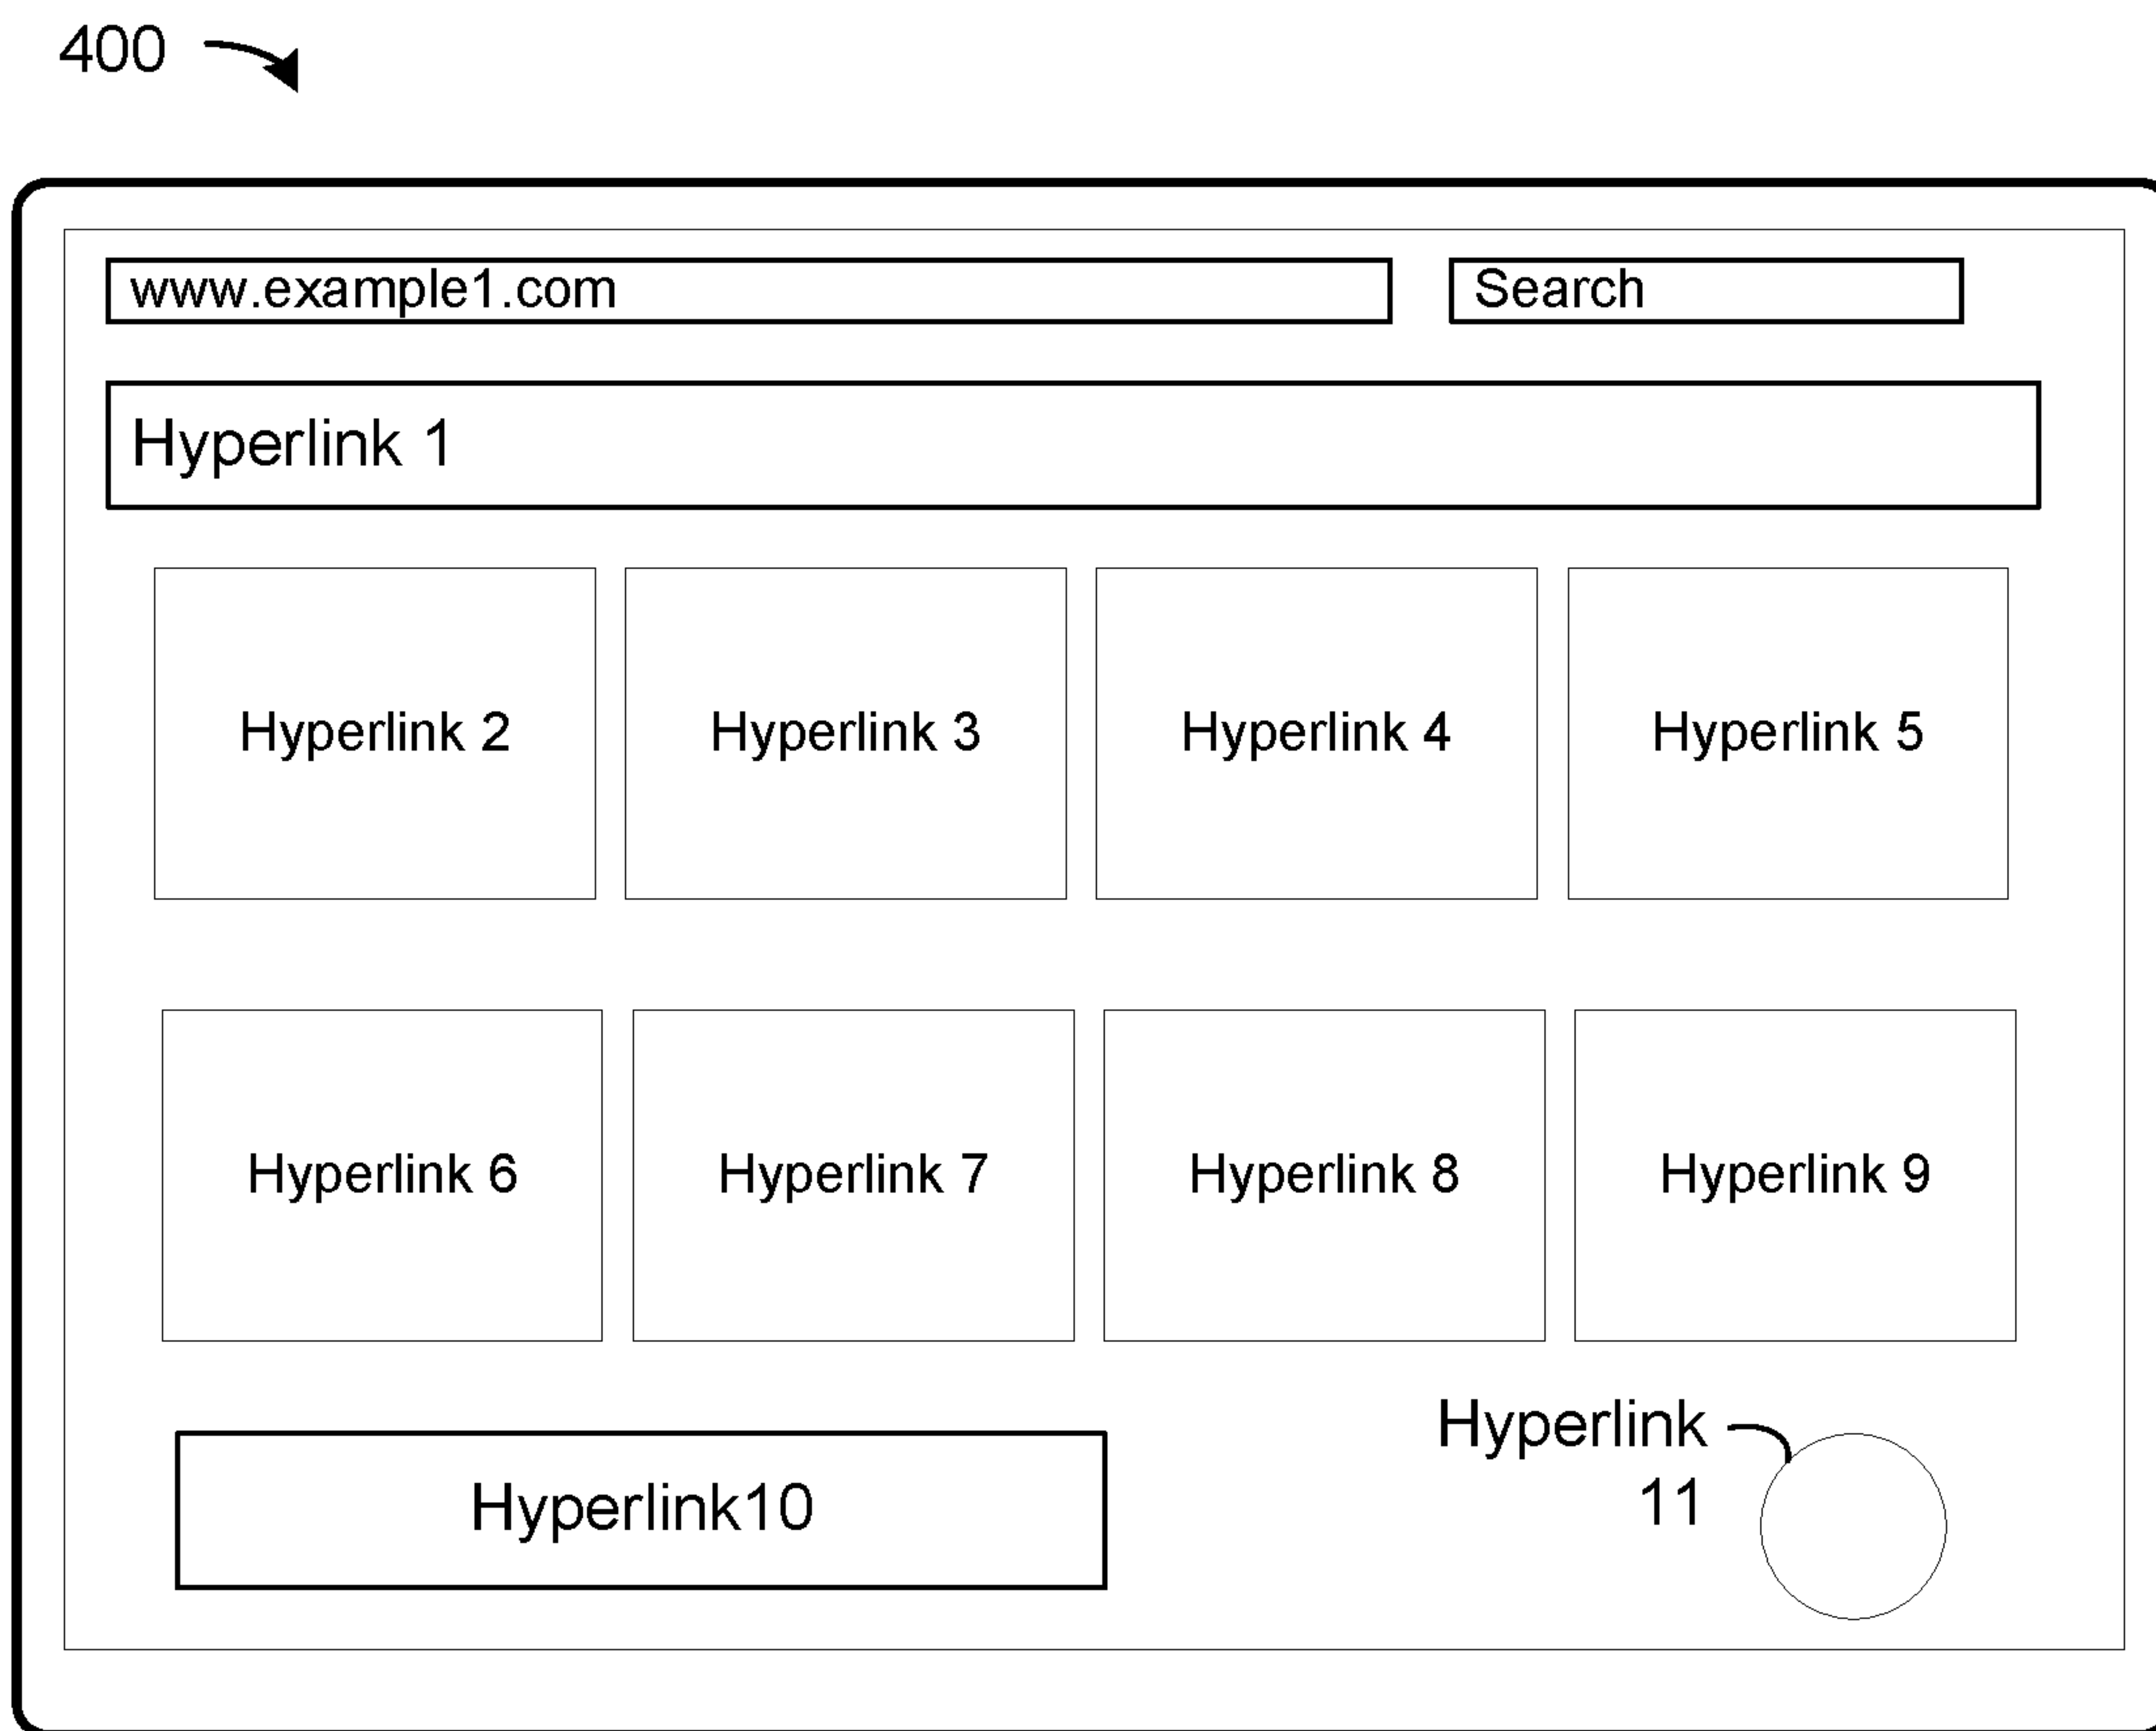 400
www.example1.com
Search
Hyperlink 1
Hyperlink 2
Hyperlink 3
Hyperlink 4
Hyperlink 5
Hyperlink 6
Hyperlink 7
Hyperlink 8
Hyperlink 9
Hyperlink10
Hyperlink
11